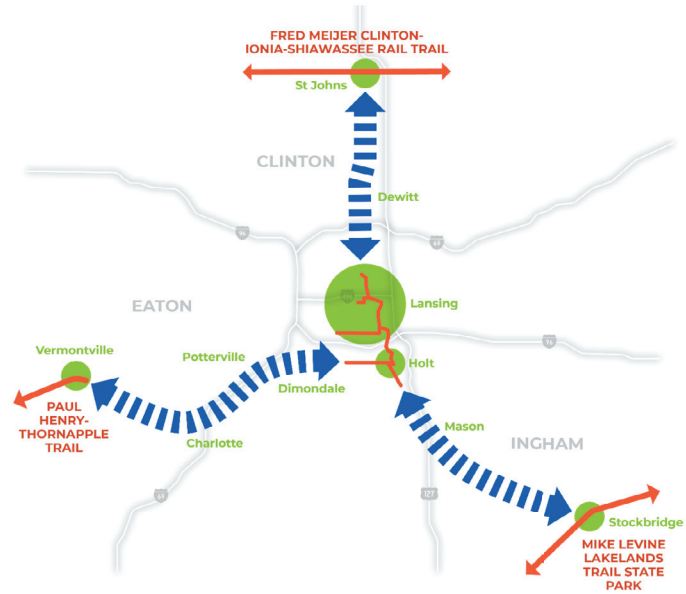 FRED MEIJER CLINTON-
IONIA-SHIAWASSEE RAIL TRAIL
St Johns
CLINTON
Dewitt
96
69
EATON
Lansing
Vermontville
Potterville
96
Holt
Dimondale
PAUL
HENRY-
THORNAPPLE
TRAIL
Charlotte
Mason
INGHAM
69
127
Stockbridge
MIKE LEVINE
LAKELANDS
TRAIL STATE
PARK